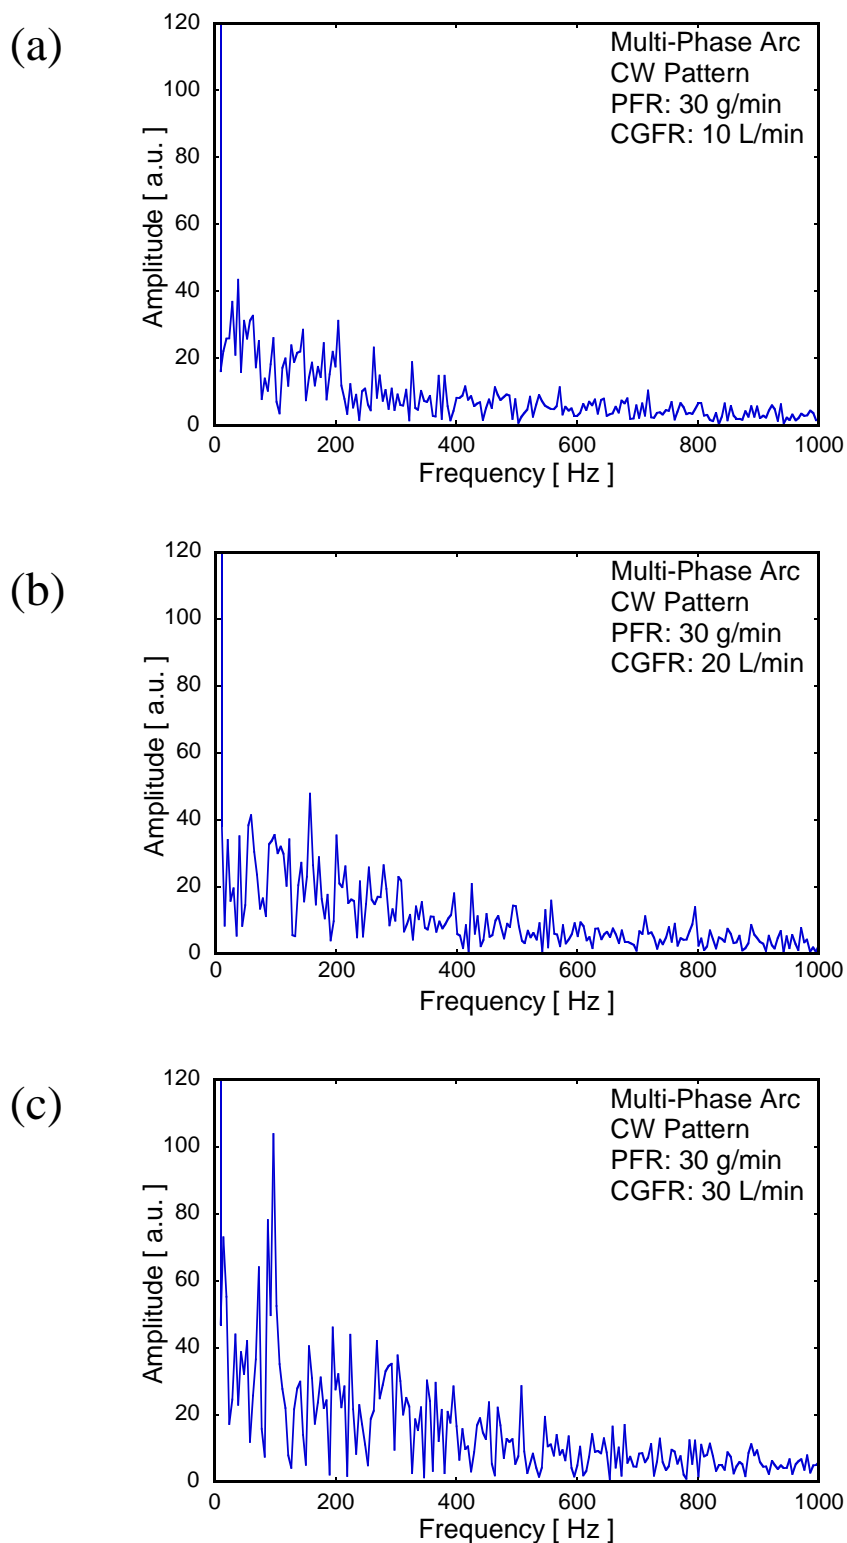 (a)
120
100
80
60
40
20
0
Amplitude [ a.u. ]
Multi-Phase Arc
CW Pattern
PFR: 30 g/min
CGFR: 10 L/min
0 200 400 600 800 1000
Frequency [ Hz ]
(b)
120
100
80
60
40
20
0
Amplitude [ a.u. ]
Multi-Phase Arc
CW Pattern
PFR: 30 g/min
CGFR: 20 L/min
0 200 400 600 800 1000
Frequency [ Hz ]
(c)
120
100
80
60
40
20
0
Amplitude [ a.u. ]
Multi-Phase Arc
CW Pattern
PFR: 30 g/min
CGFR: 30 L/min
0 200 400 600 800 1000
Frequency [ Hz ]